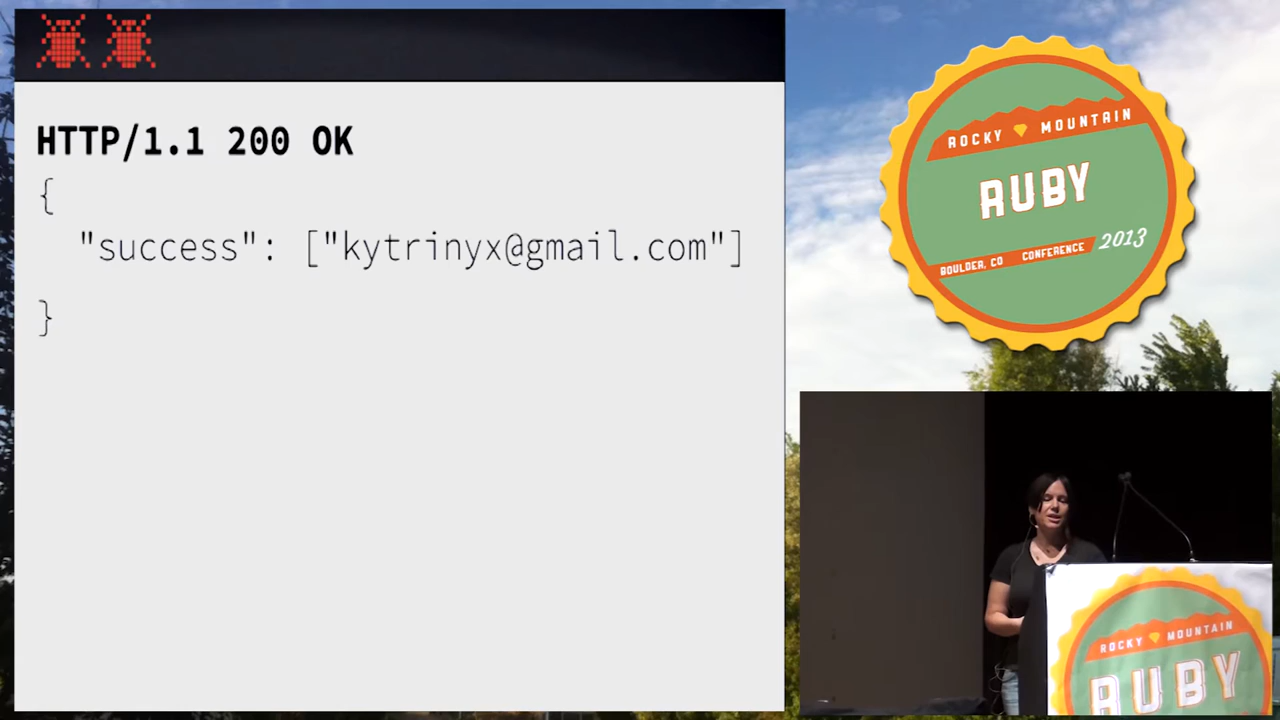 HTTP/1.1 200 OK
{
"success": ["kytrinyx@gmail.com"]
}
ROCKY MOUNTAIN
RUBY
BOULDER, CO CONFERENCE 2013
ROCKY MOUNTAIN
RUBY